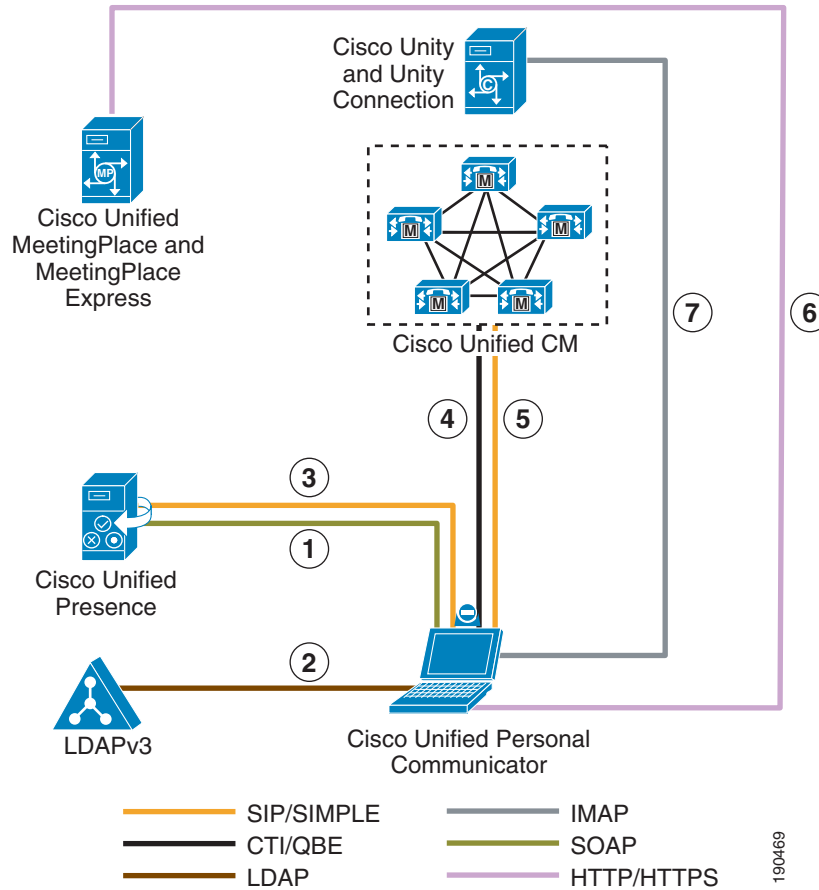 Cisco Unity
and Unity
Connection
MP
C
Cisco Unified
MeetingPlace and
MeetingPlace
Express
M
M
M
M
M
Cisco Unified CM
7
6
4
5
3
1
Cisco Unified
Presence
2
LDAPv3
Cisco Unified Personal
Communicator
SIP/SIMPLE
IMAP
CTI/QBE
SOAP
LDAP
HTTP/HTTPS
190469